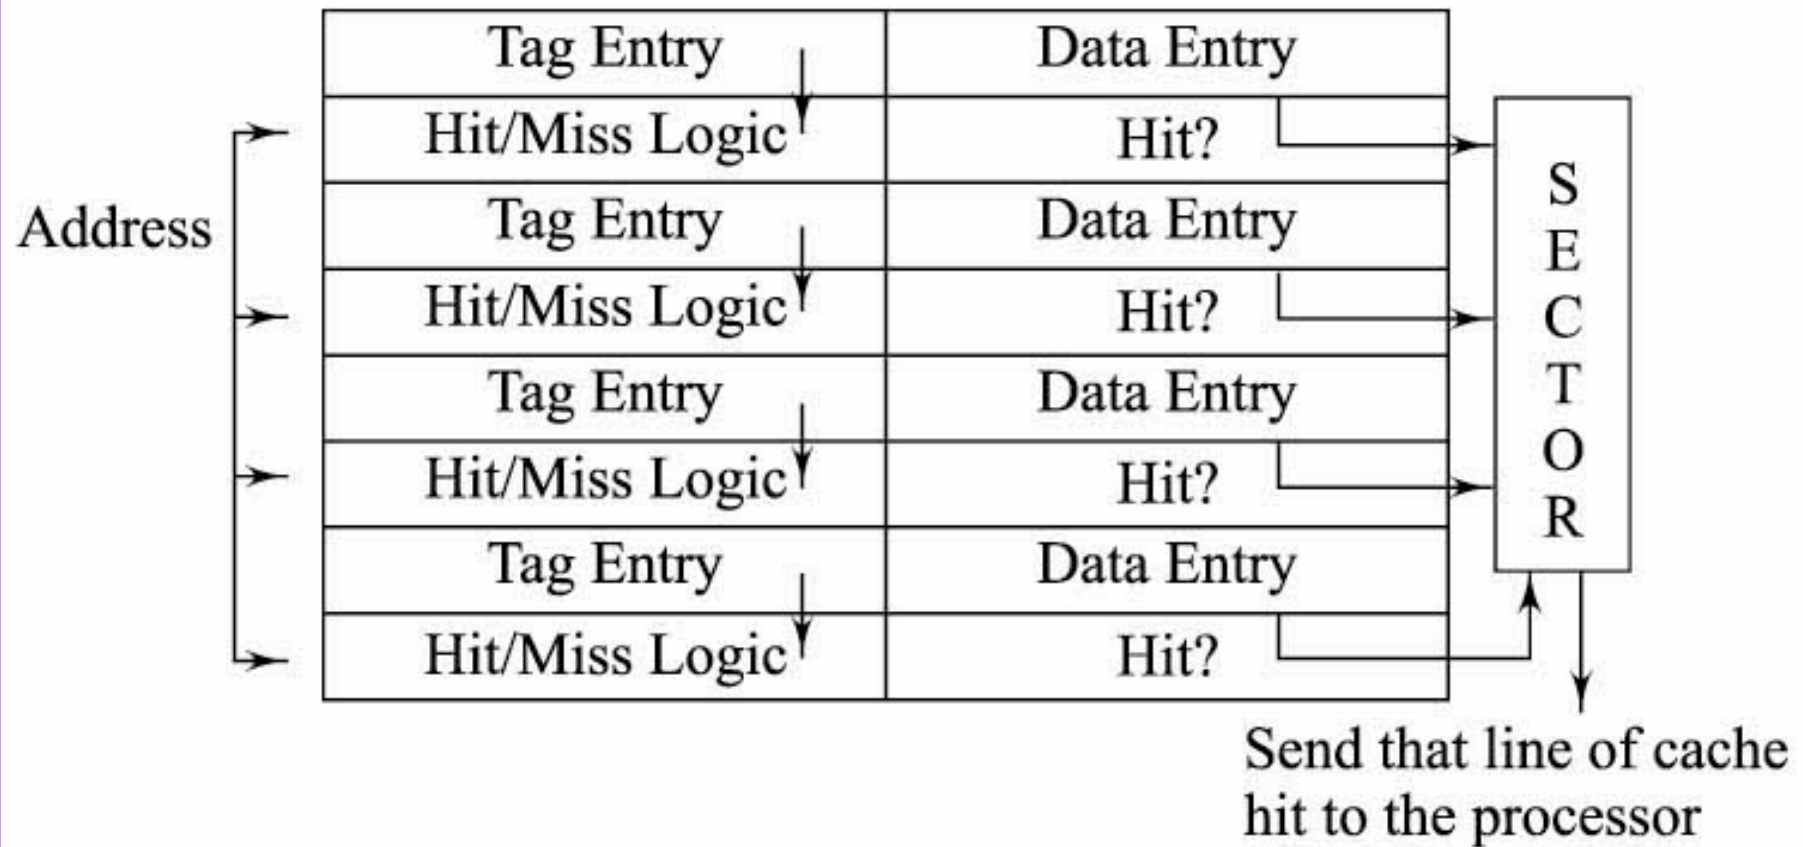 Tag Entry Data Entry
Hit/Miss Logic Hit?
Tag Entry Data Entry
Address
Hit/Miss Logic Hit?
Tag Entry Data Entry
Hit/Miss Logic Hit?
Tag Entry Data Entry
Hit/Miss Logic Hit?
SECTOR
Send that line of cache
hit to the processor